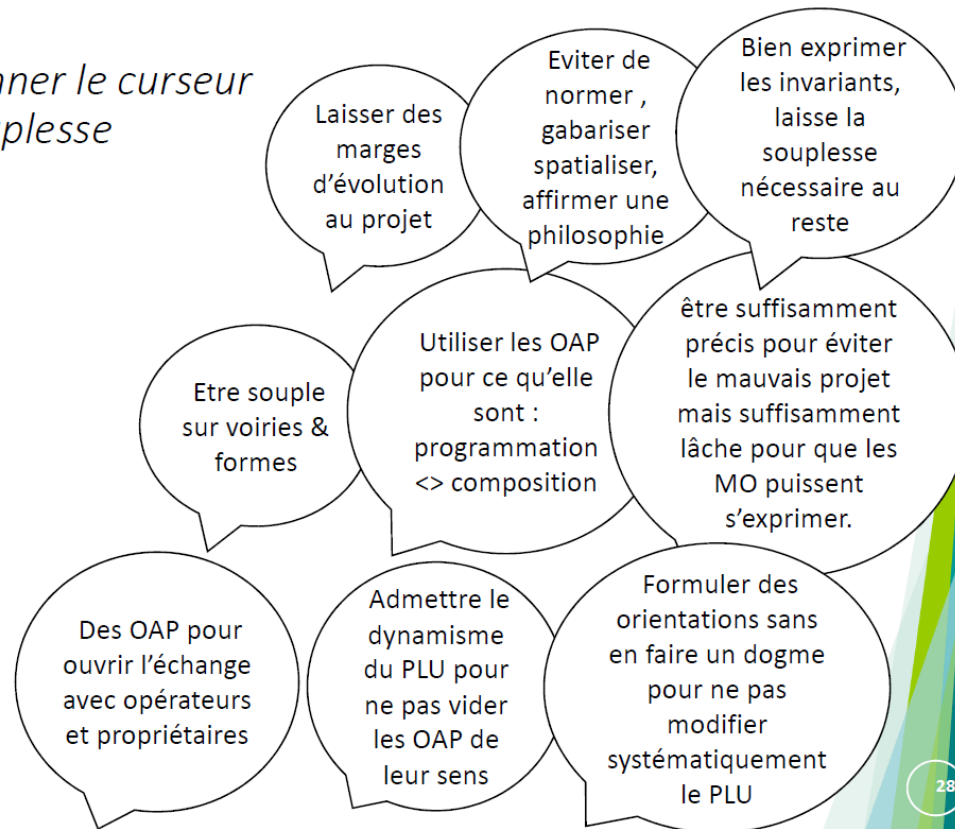 nner le curseur
plesse
Laisser des
marges
d’évolution
au projet
Eviter de
normer ,
gabariser
spatialiser,
affirmer une
philosophie
Bien exprimer
les invariants,
laisse la
souplesse
nécessaire au
reste
Etre souple
sur voiries &
formes
Utiliser les OAP
pour ce qu’elle
sont :
programmation
<> composition
être suffisamment
précis pour éviter
le mauvais projet
mais suffisamment
lâche pour que les
MO puissent
s’exprimer.
Des OAP pour
ouvrir l’échange
avec opérateurs
et propriétaires
Admettre le
dynamisme
du PLU pour
ne pas vider
les OAP de
leur sens
Formuler des
orientations sans
en faire un dogme
pour ne pas
modifier
systématiquement
le PLU
28